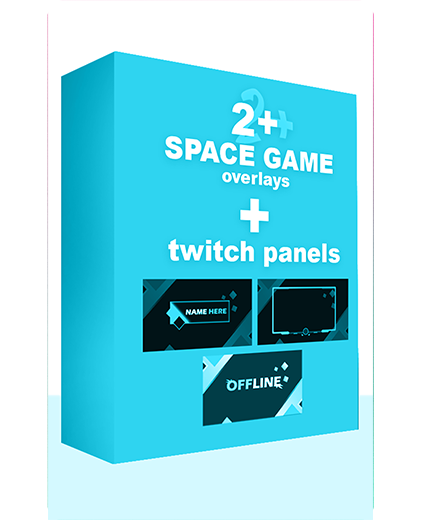 2+
SPACE GAME
overlays
+
twitch panels
NAME HERE
OFFLINE